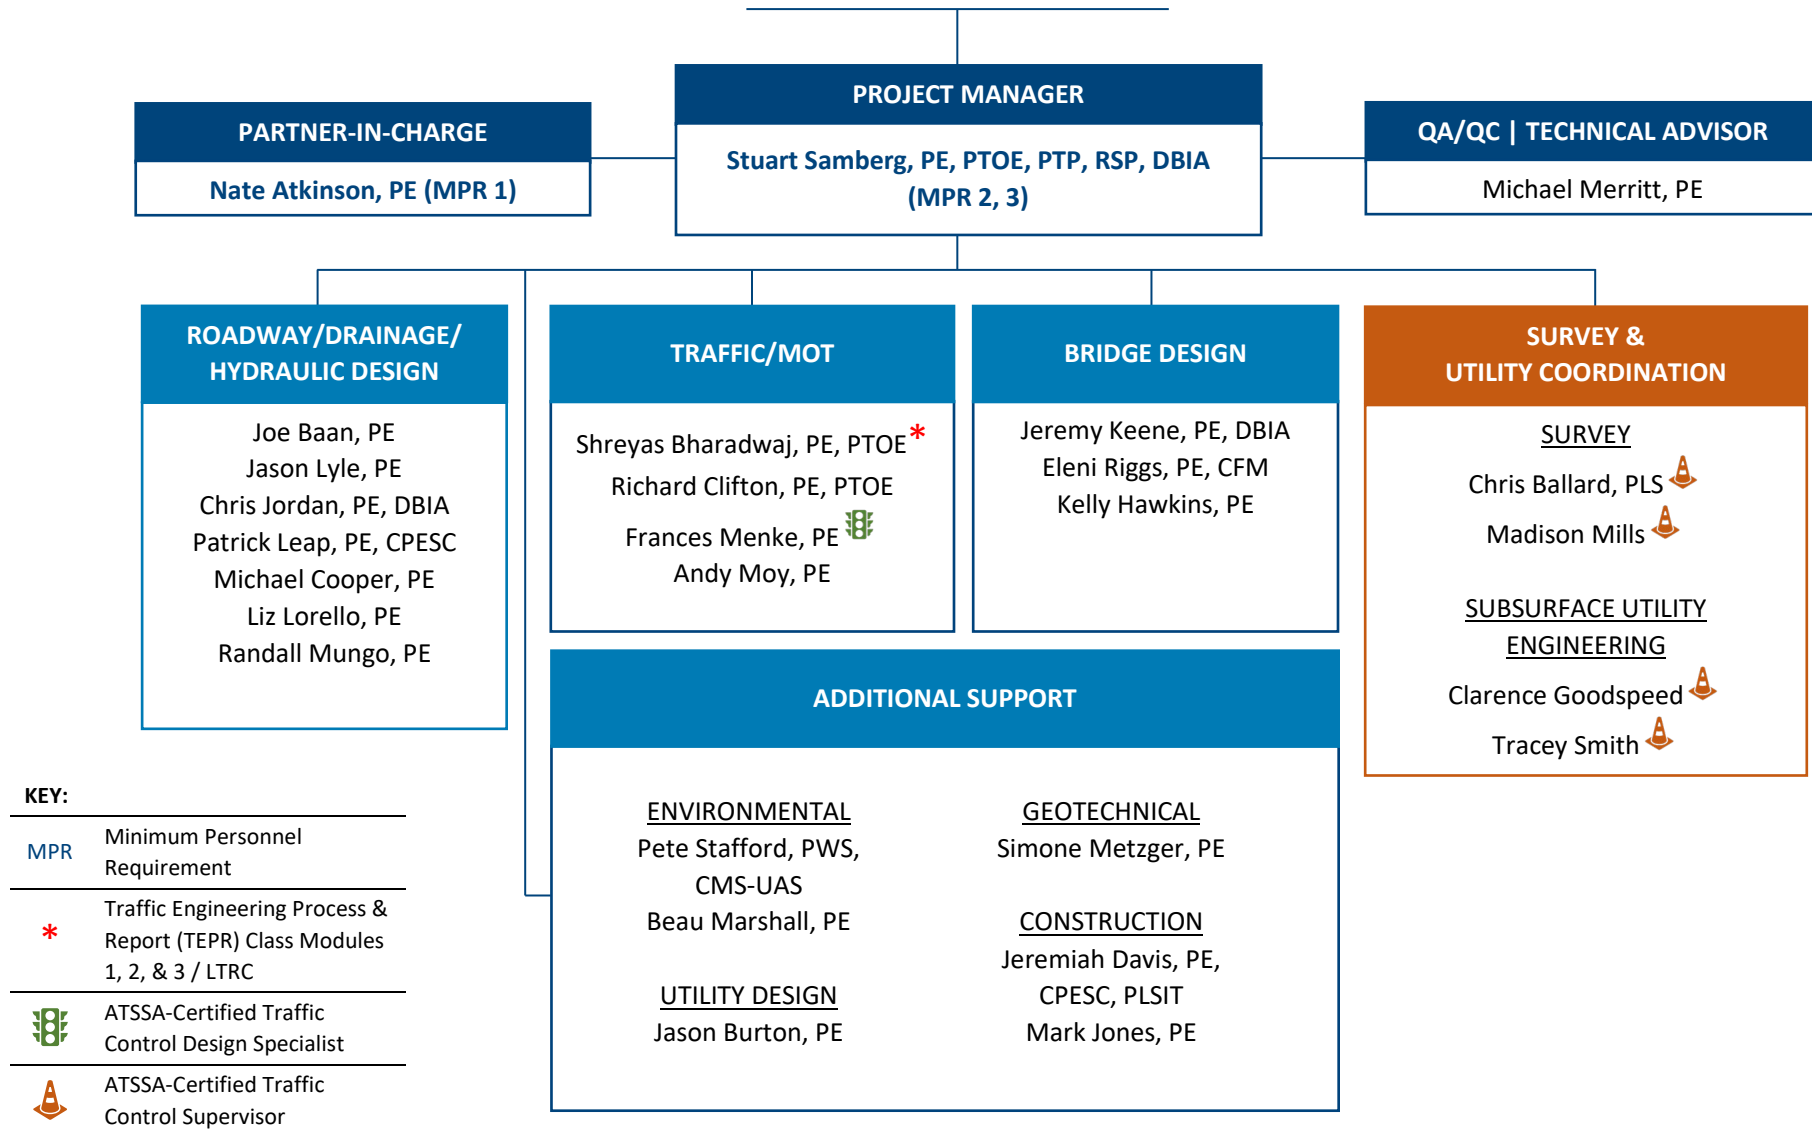 PROJECT MANAGER
Stuart Samberg, PE, PTOE, PTP, RSP, DBIA
(MPR 2, 3)
PARTNER-IN-CHARGE
Nate Atkinson, PE (MPR 1)
QA/QC | TECHNICAL ADVISOR
Michael Merritt, PE
ROADWAY/DRAINAGE/
HYDRAULIC DESIGN
Joe Baan, PE
Jason Lyle, PE
Chris Jordan, PE, DBIA
Patrick Leap, PE, CPESC
Michael Cooper, PE
Liz Lorello, PE
Randall Mungo, PE
TRAFFIC/MOT
Shreyas Bharadwaj, PE, PTOE*
Richard Clifton, PE, PTOE
Frances Menke, PE
Andy Moy, PE
BRIDGE DESIGN
Jeremy Keene, PE, DBIA
Eleni Riggs, PE, CFM
Kelly Hawkins, PE
SURVEY &
UTILITY COORDINATION
SURVEY
Chris Ballard, PLS
Madison Mills
SUBSURFACE UTILITY
ENGINEERING
Clarence Goodspeed
Tracey Smith
ADDITIONAL SUPPORT
ENVIRONMENTAL
Pete Stafford, PWS,
CMS-UAS
Beau Marshall, PE
UTILITY DESIGN
Jason Burton, PE
GEOTECHNICAL
Simone Metzger, PE
CONSTRUCTION
Jeremiah Davis, PE,
CPESC, PLSIT
Mark Jones, PE
KEY:
MPR Minimum Personnel
Requirement
* Traffic Engineering Process &
Report (TEPR) Class Modules
1, 2, & 3 / LTRC
ATSSA-Certified Traffic
Control Design Specialist
ATSSA-Certified Traffic
Control Supervisor